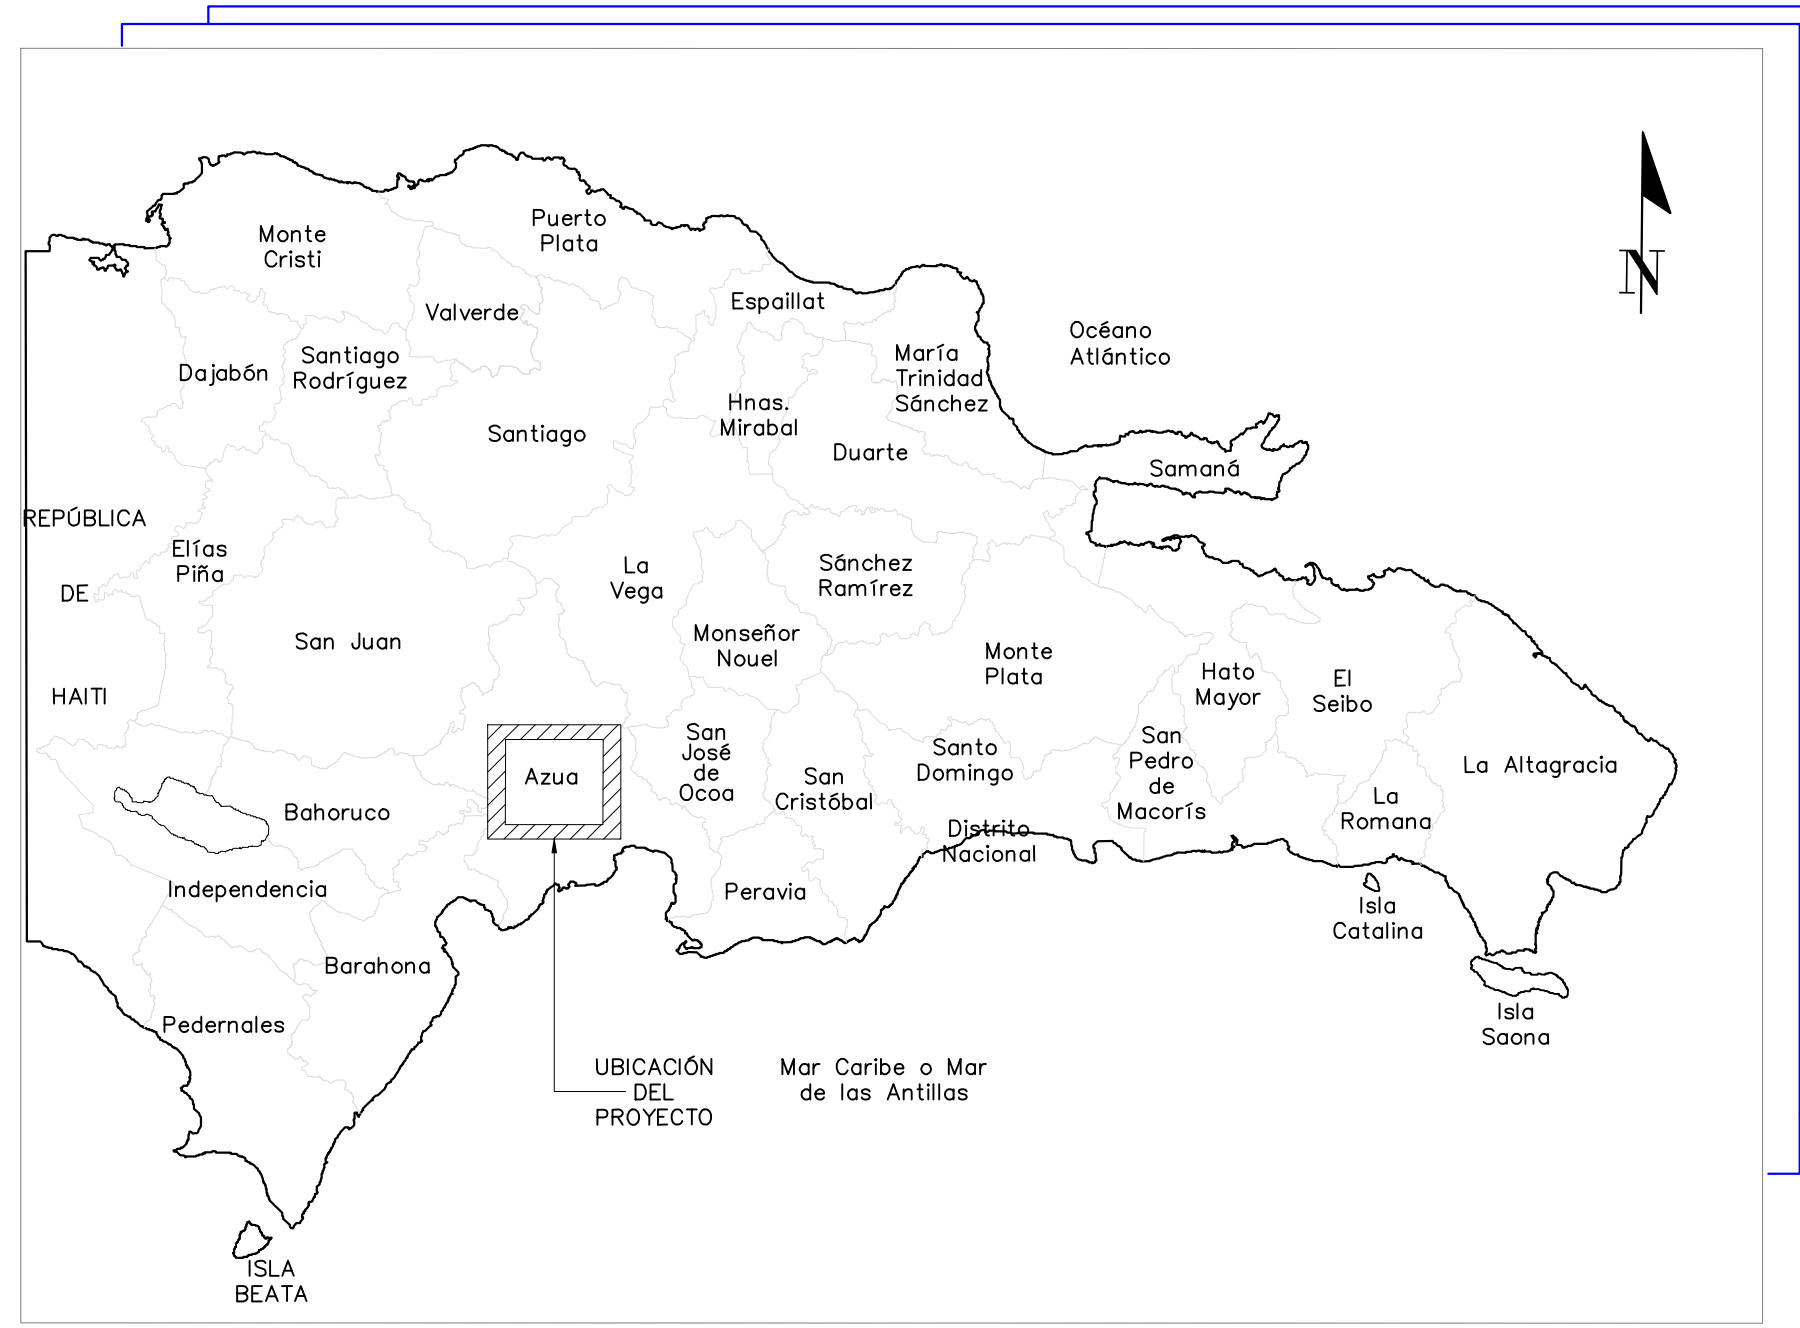 N
Monte
Cristi
Puerto
Plata
Valverde
Espaillat
Océano
Atlántico
Dajabón
Santiago
Rodríguez
María
Trinidad
Sánchez
Hnas.
Mirabal
Santiago
Duarte
Samaná
REPÚBLICA
DE
HAITI
Elías
Piña
La
Vega
Sánchez
Ramírez
San Juan
Monseñor
Nouel
Monte
Plata
Hato
Mayor
El
Seibo
San
José
de
Ocoa
Santo
Domingo
San
Pedro
de
Macorís
La Altagracia
Azua
San
Cristóbal
Bahoruco
La
Romana
Distrito
Nacional
Independencia
Peravia
Isla
Catalina
Barahona
Pedernales
Isla
Saona
UBICACIÓN
DEL
PROYECTO
Mar Caribe o Mar
de las Antillas
ISLA
BEATA